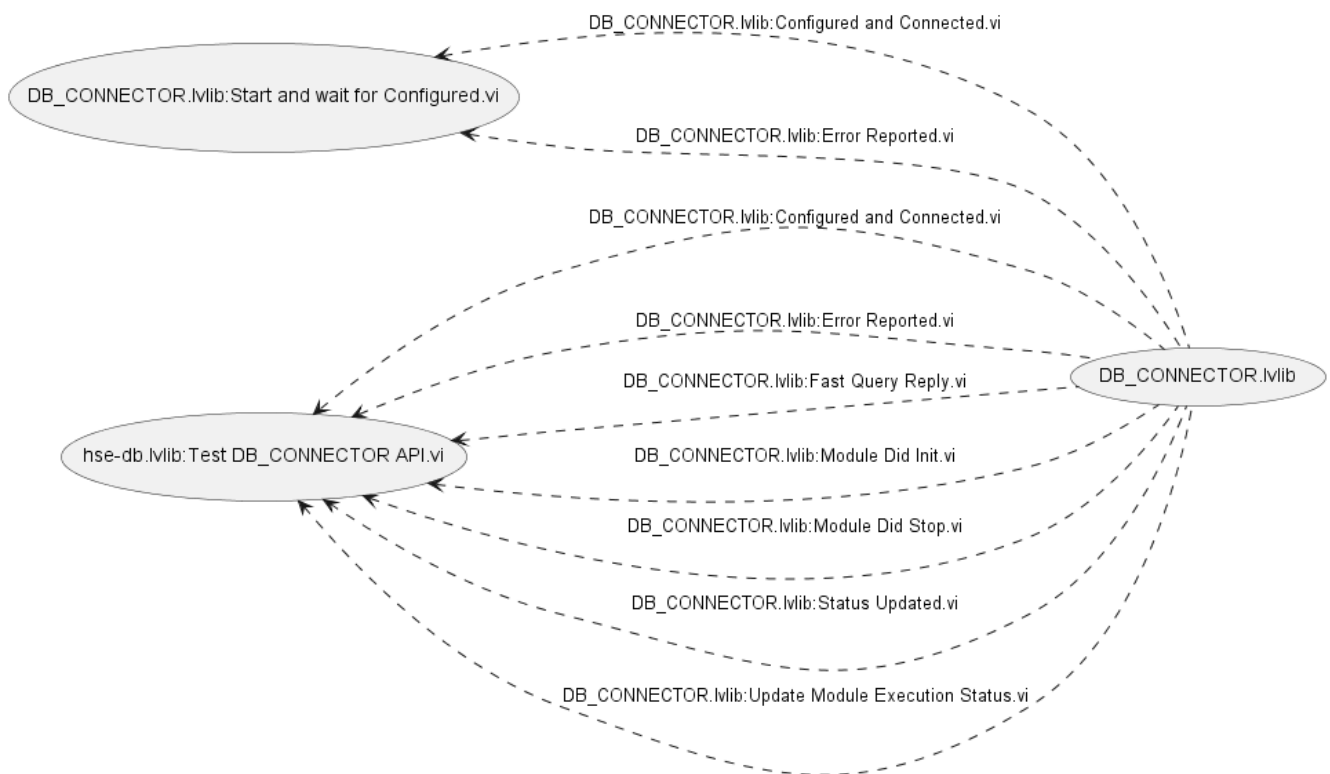 DB_CONNECTOR.lvlib:Configured and Connected.vi
DB_CONNECTOR.lvlib:Start and wait for Configured.vi
DB_CONNECTOR.lvlib:Error Reported.vi
DB_CONNECTOR.lvlib:Configured and Connected.vi
DB_CONNECTOR.lvlib:Error Reported.vi
DB_CONNECTOR.lvlib
DB_CONNECTOR.lvlib:Fast Query Reply.vi
hse-db.lvlib:Test DB_CONNECTOR API.vi
DB_CONNECTOR.lvlib:Module Did Init.vi
DB_CONNECTOR.lvlib:Module Did Stop.vi
DB_CONNECTOR.lvlib:Status Updated.vi
DB_CONNECTOR.lvlib:Update Module Execution Status.vi